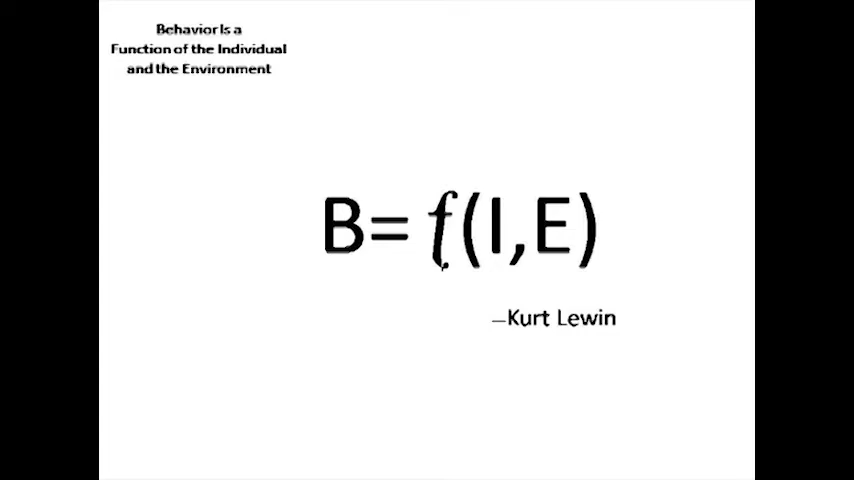 Behavior Is a
Function of the Individual
and the Environment
B= f(I,E)
–Kurt Lewin